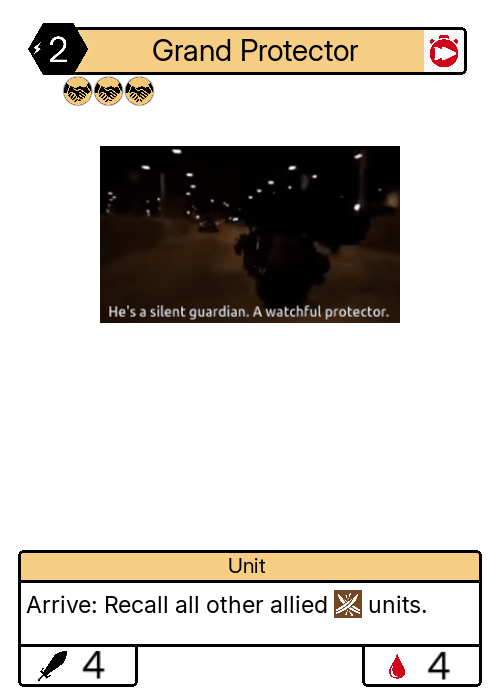 2
Grand Protector
He's a silent guardian. A watchful protector.
Unit
Arrive: Recall all other allied units.
4
4